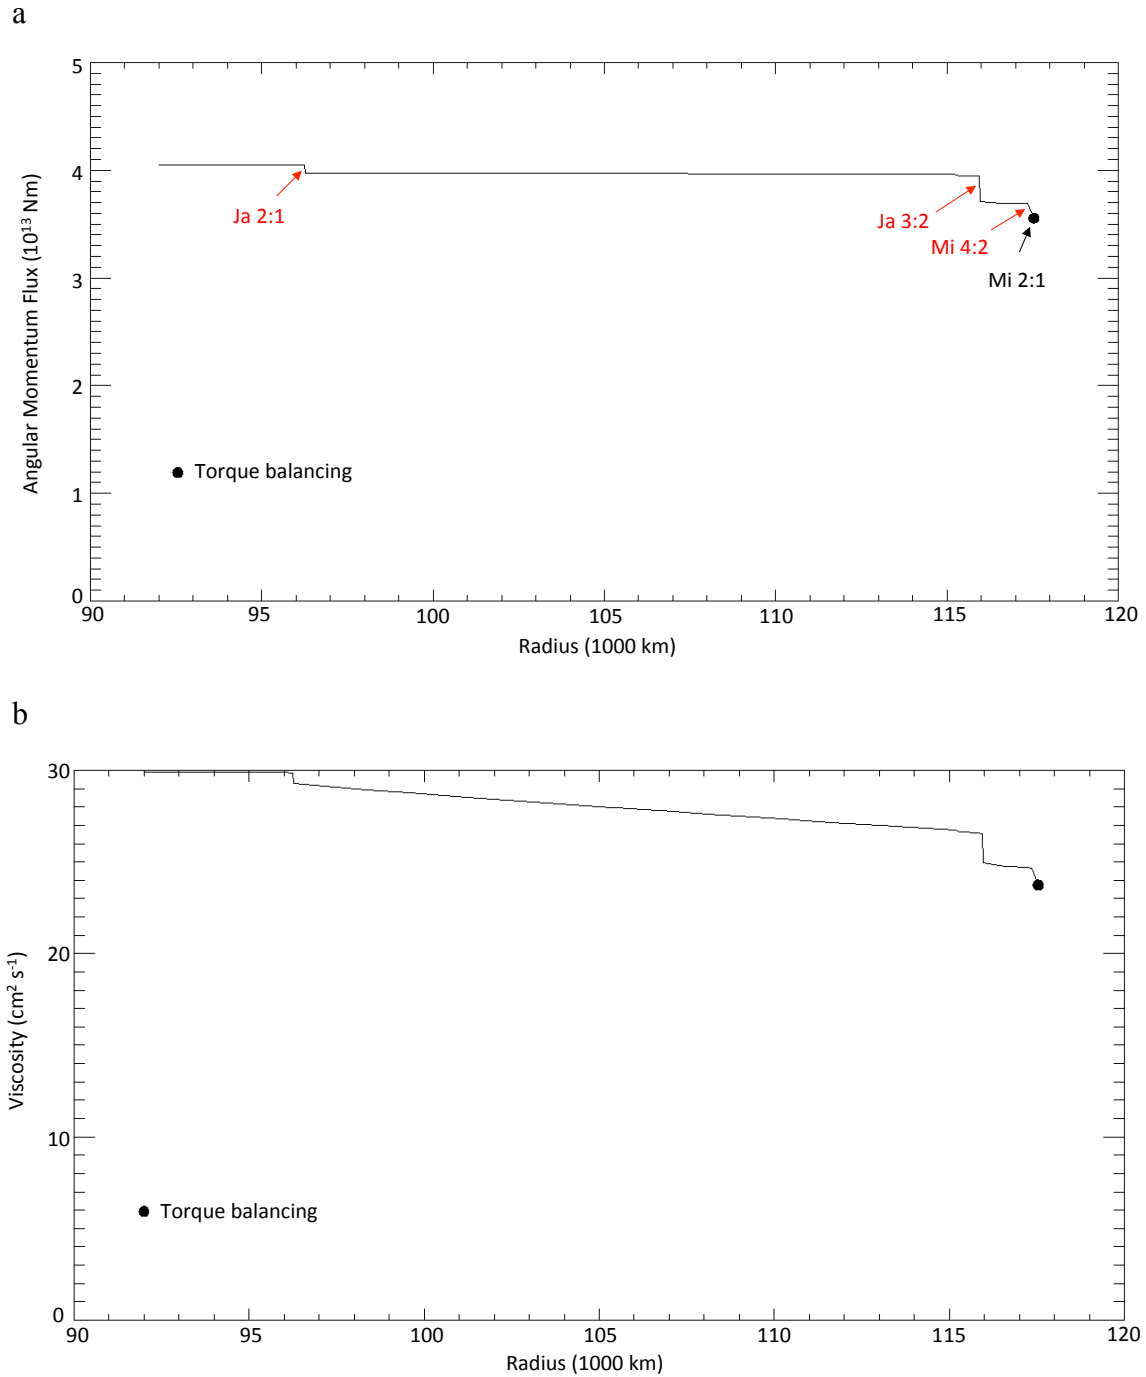 a
5
4
3
2
1
0
Angular Momentum Flux (10¹³ Nm)
Ja 2:1
Ja 3:2
Mi 4:2
Mi 2:1
Torque balancing
90 95 100 105 110 115 120
Radius (1000 km)
b
30
20
10
0
Viscosity (cm² s⁻¹)
Torque balancing
90 95 100 105 110 115 120
Radius (1000 km)